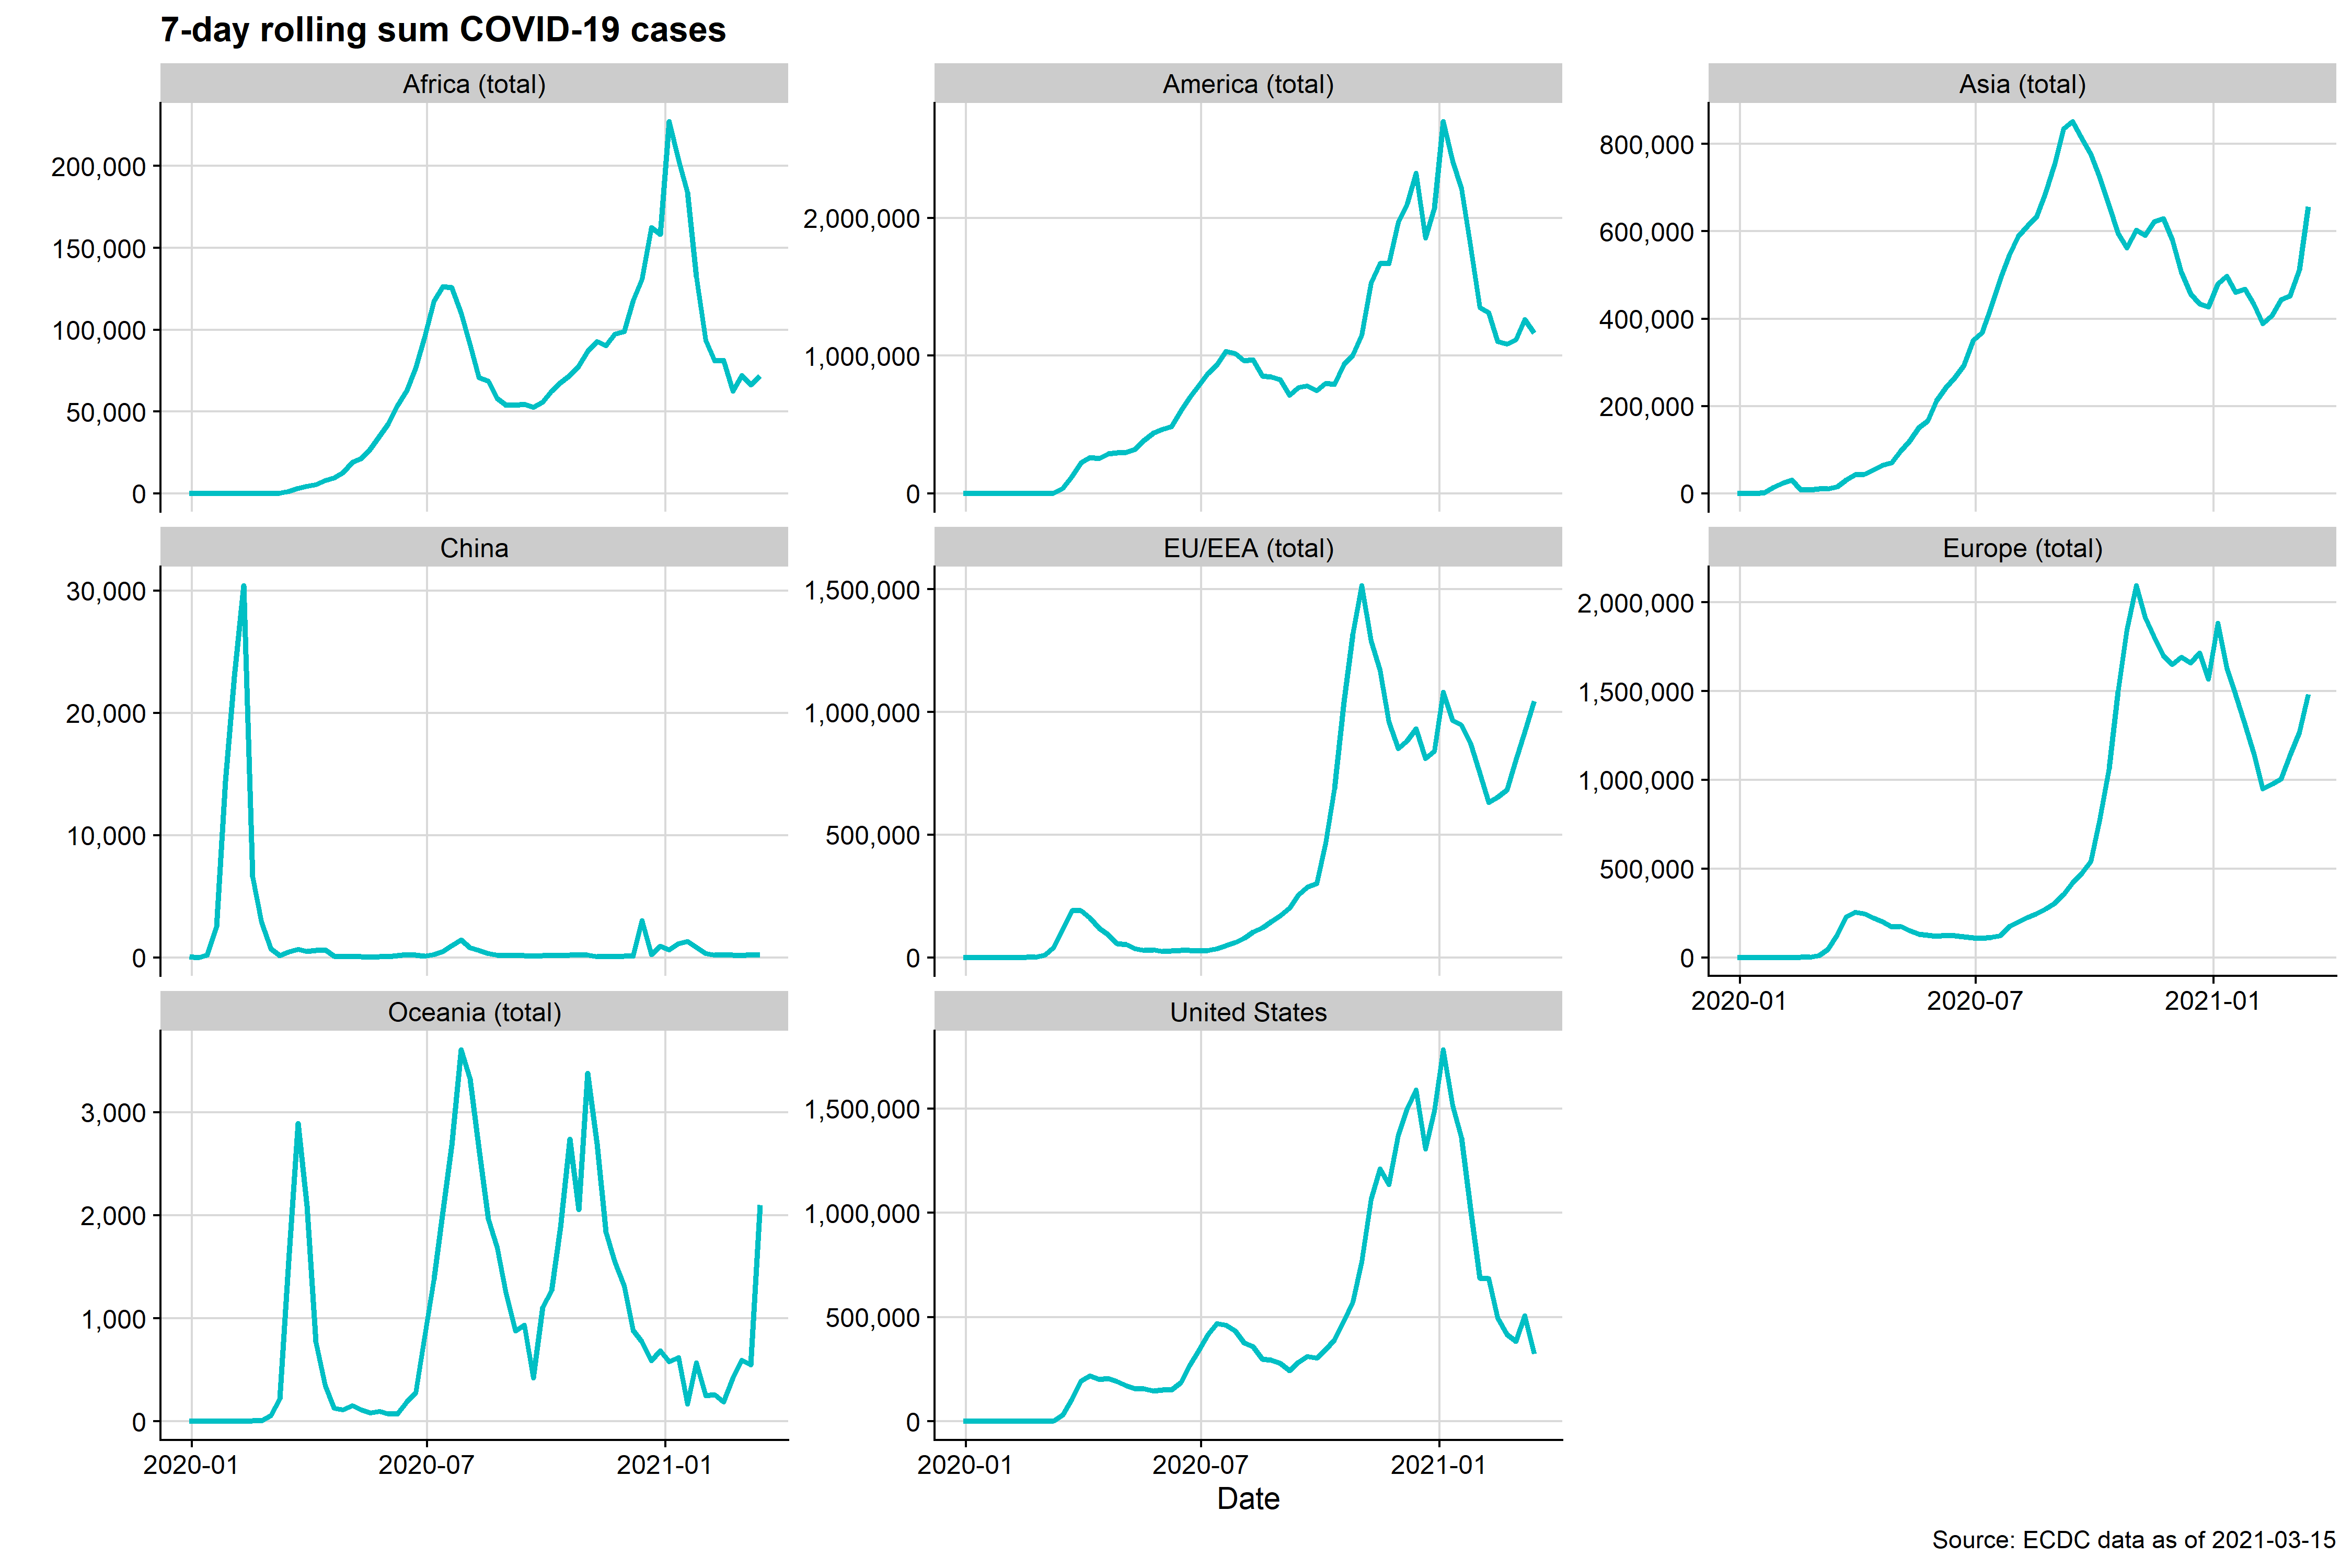 7-day rolling sum COVID-19 cases
Africa (total)
200,000
150,000
100,000
50,000
0
America (total)
2,000,000
1,000,000
0
Asia (total)
800,000
600,000
400,000
200,000
0
China
30,000
20,000
10,000
0
EU/EEA (total)
1,500,000
1,000,000
500,000
0
Europe (total)
2,000,000
1,500,000
1,000,000
500,000
0
2020-01 2020-07 2021-01
Oceania (total)
3,000
2,000
1,000
0
2020-01 2020-07 2021-01
United States
1,500,000
1,000,000
500,000
0
2020-01 2020-07 2021-01
Date
Source: ECDC data as of 2021-03-15